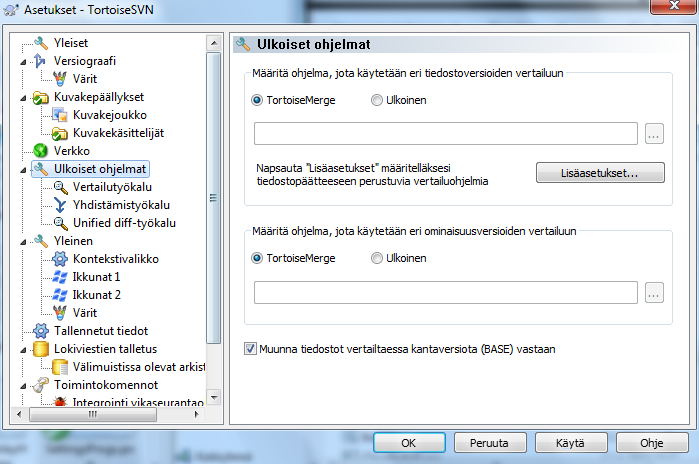 Asetukset - TortoiseSVN
Yleiset
Versiograafi
Värit
Kuvakepäällykset
Kuvakejoukko
Kuvakekäsittelijät
Verkko
Ulkoiset ohjelmat
Vertailutyökalu
Yhdistämistyökalu
Unified diff-työkalu
Yleinen
Kontekstivalikko
Ikkunat 1
Ikkunat 2
Värit
Tallennetut tiedot
Lokiviestien talletus
Välimuistissa olevat arkist
Toimintokomennot
Integrointi vikaseurantao
Ulkoiset ohjelmat
Määritä ohjelma, jota käytetään eri tiedostoversioiden vertailuun
TortoiseMerge Ulkoinen
...
Napsauta "Lisäasetukset" määritelläksesi
tiedostopäätteeseen perustuvia vertailuohjelmia
Lisäasetukset...
Määritä ohjelma, jota käytetään eri ominaisuusversioiden vertailuun
TortoiseMerge Ulkoinen
...
Muunna tiedostot vertailtaessa kantaversiota (BASE) vastaan
OK Peruuta Käytä Ohje